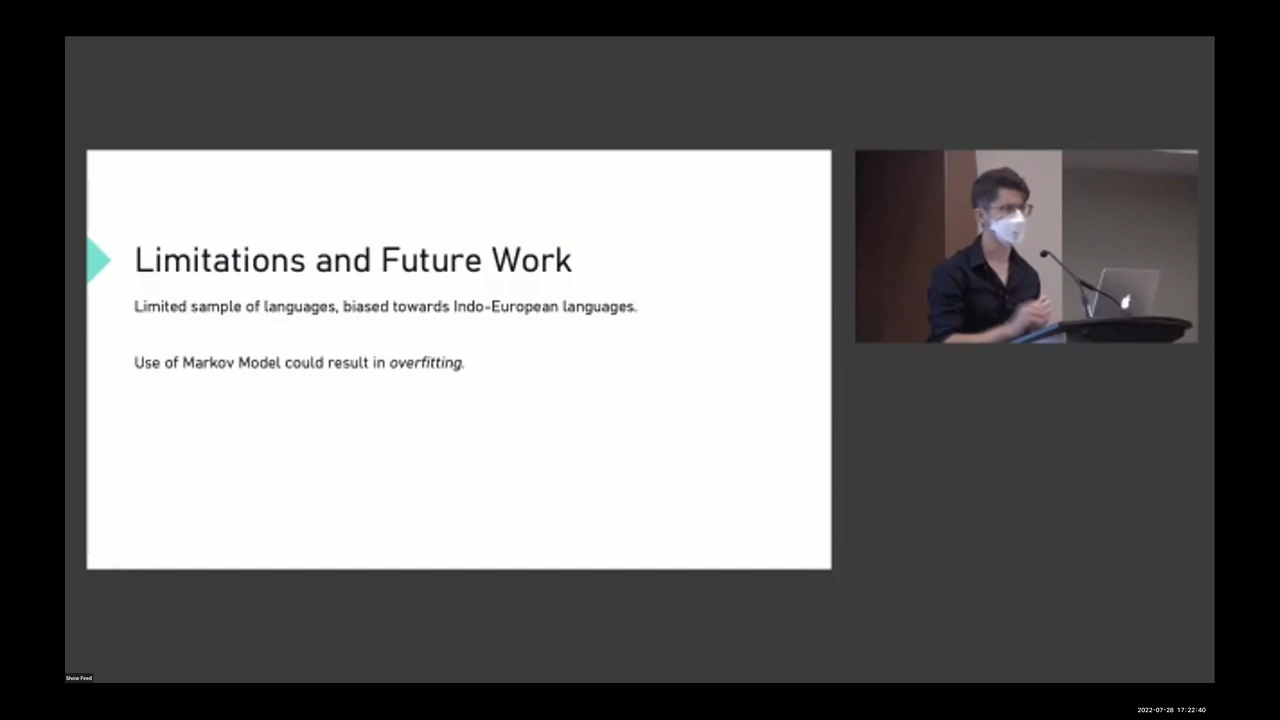 Limitations and Future Work
Limited sample of languages, biased towards Indo-European languages.
Use of Markov Model could result in overfitting.
Show Feed
2022-07-28 17:22:40